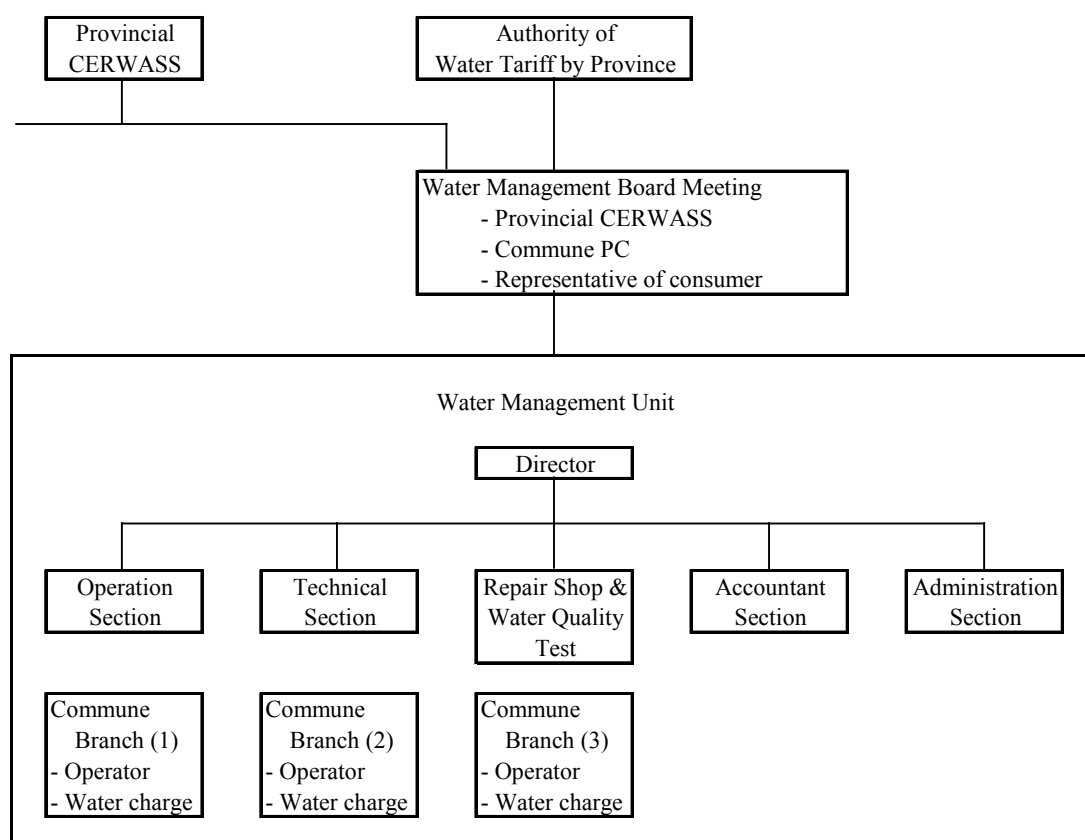 Provincial
CERWASS
Authority of
Water Tariff by Province
Water Management Board Meeting
- Provincial CERWASS
- Commune PC
- Representative of consumer
Water Management Unit
Director
Operation
Section
Technical
Section
Repair Shop &
Water Quality
Test
Accountant
Section
Administration
Section
Commune
Branch (1)
- Operator
- Water charge
Commune
Branch (2)
- Operator
- Water charge
Commune
Branch (3)
- Operator
- Water charge